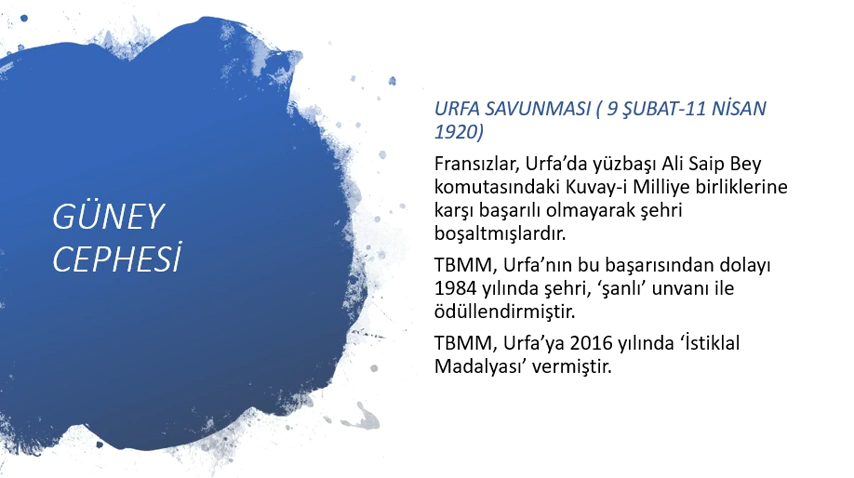 GÜNEY
CEPHESİ
URFA SAVUNMASI ( 9 ŞUBAT-11 NİSAN
1920)
Fransızlar, Urfa’da yüzbaşı Ali Saip Bey
komutasındaki Kuvay-i Milliye birliklerine
karşı başarılı olmayarak şehri
boşaltmışlardır.
TBMM, Urfa’nın bu başarısından dolayı
1984 yılında şehri, ‘şanlı’ unvanı ile
ödüllendirmiştir.
TBMM, Urfa’ya 2016 yılında ‘İstiklal
Madalyası’ vermiştir.